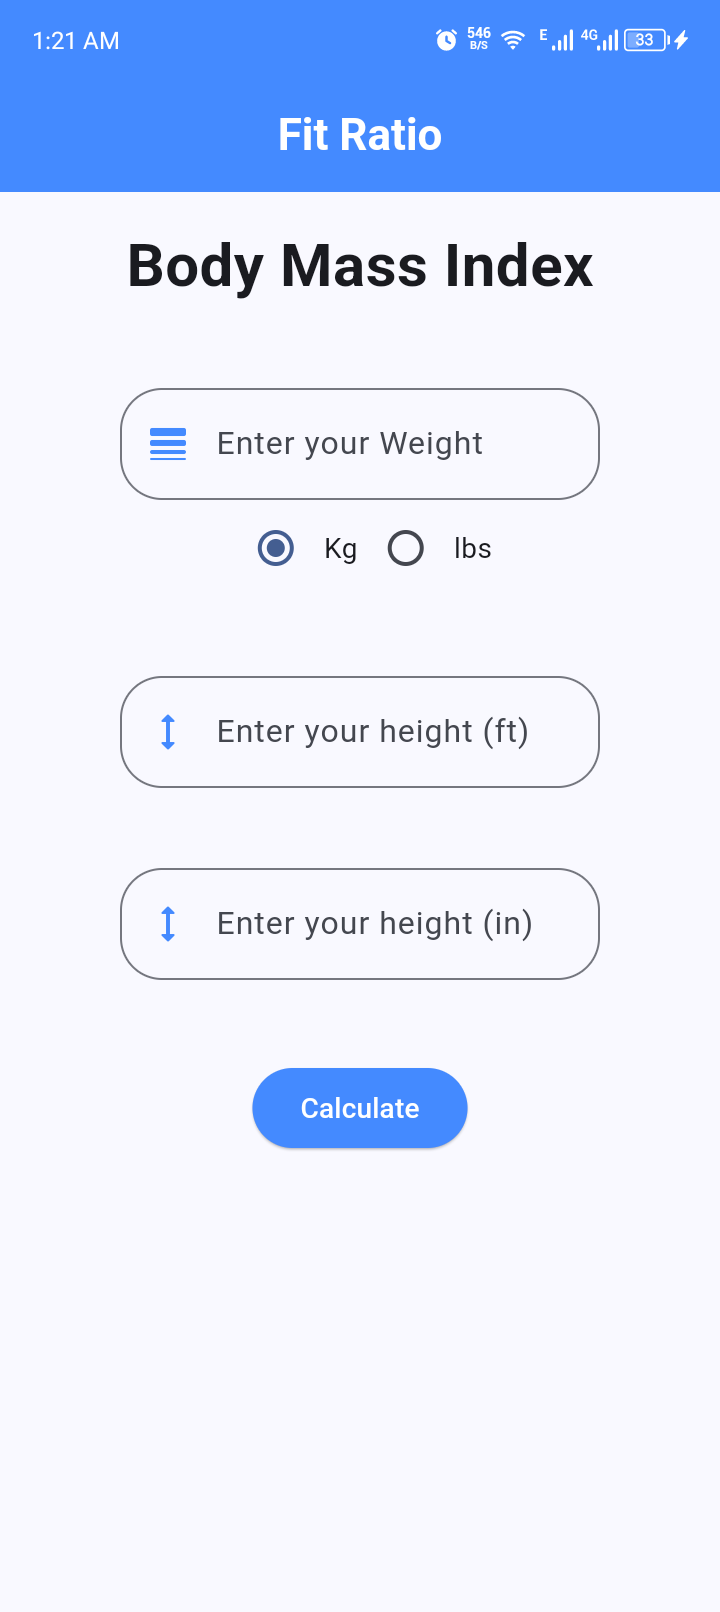 1:21 AM 546 B/S E 4G 33
Fit Ratio
Body Mass Index
Enter your Weight
Kg lbs
Enter your height (ft)
Enter your height (in)
Calculate